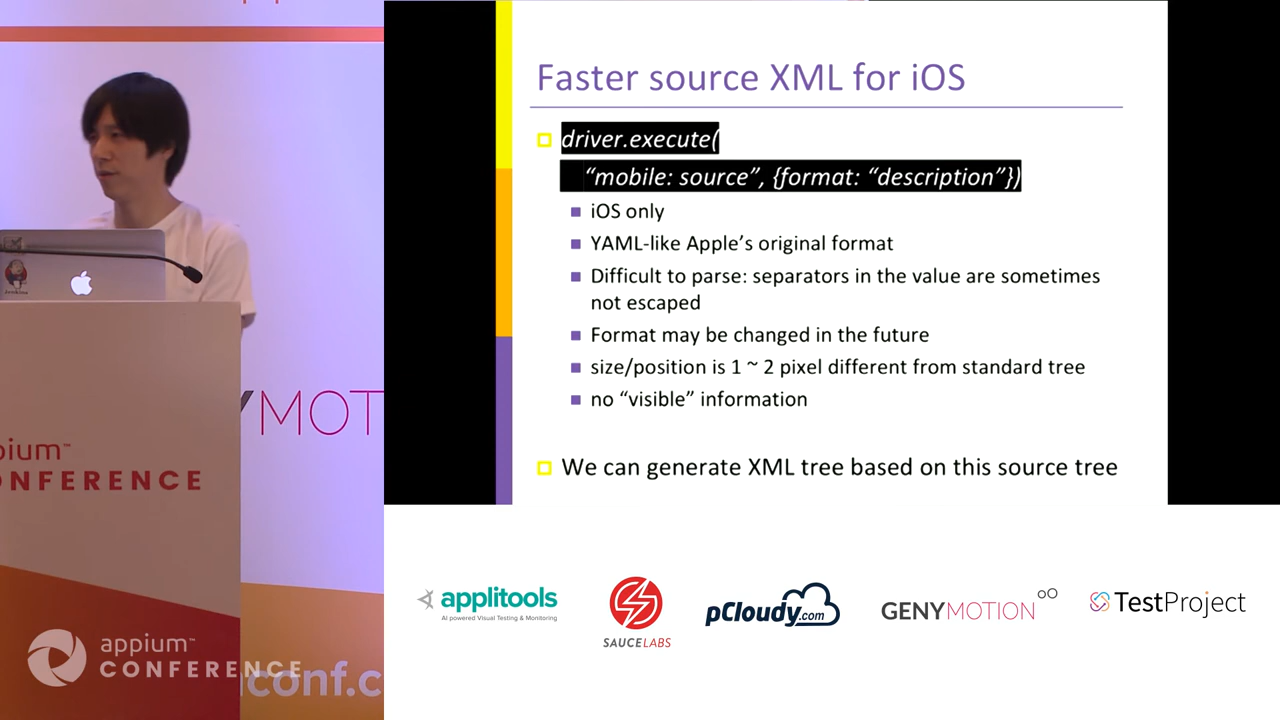 Faster source XML for iOS
driver.execute(
“mobile: source”, {format: “description”})
iOS only
YAML-like Apple’s original format
Difficult to parse: separators in the value are sometimes
not escaped
Format may be changed in the future
size/position is 1 ~ 2 pixel different from standard tree
no “visible” information
We can generate XML tree based on this source tree
MOT
pium™
ONFERENCE
appium™
CONFERENCE
conf.c
applitools
AI powered Visual Testing & Monitoring
SAUCELABS
pCloudy.com
GENYMOTION
TestProject